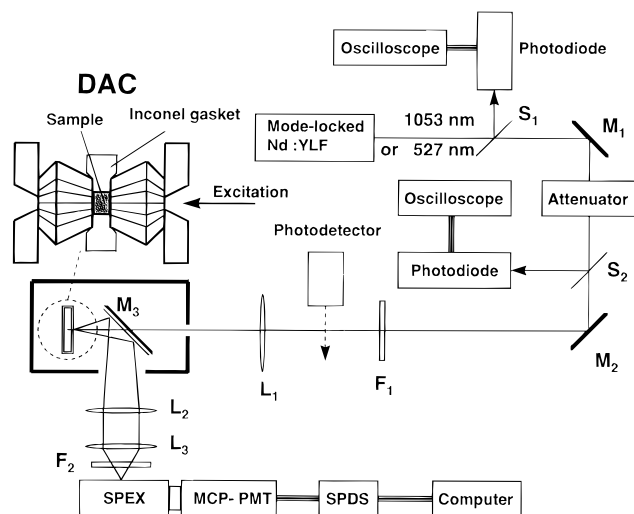 Oscilloscope
Photodiode
DAC
Inconel gasket
Sample
Mode-locked
Nd :YLF
1053 nm
or 527 nm
S1
M1
Excitation
Oscilloscope
Attenuator
Photodetector
Photodiode
S2
M3
M2
L1
F1
L2
L3
F2
SPEX
MCP- PMT
SPDS
Computer